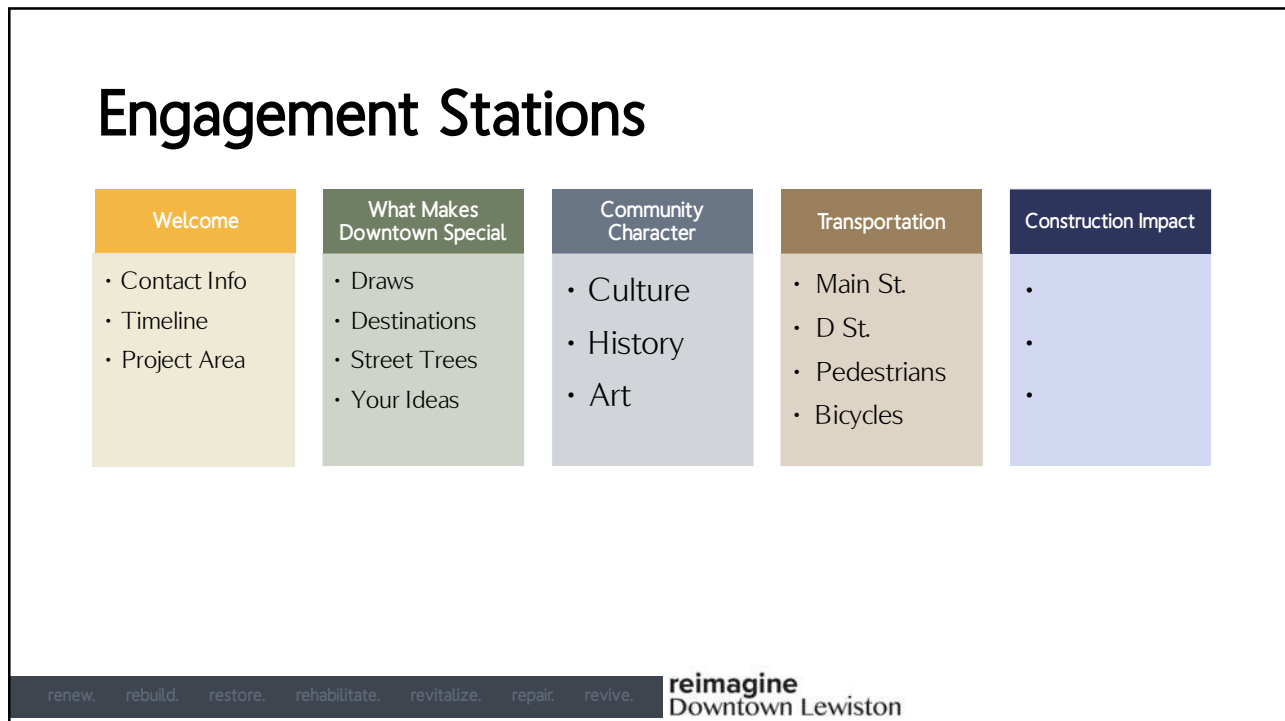 Engagement Stations
Welcome
• Contact Info
• Timeline
• Project Area
What Makes
Downtown Special
• Draws
• Destinations
• Street Trees
• Your Ideas
Community
Character
• Culture
• History
• Art
Transportation
• Main St.
• D St.
• Pedestrians
• Bicycles
Construction Impact
•
•
•
renew. rebuild. restore. rehabilitate. revitalize. repair. revive.
reimagine
Downtown Lewiston